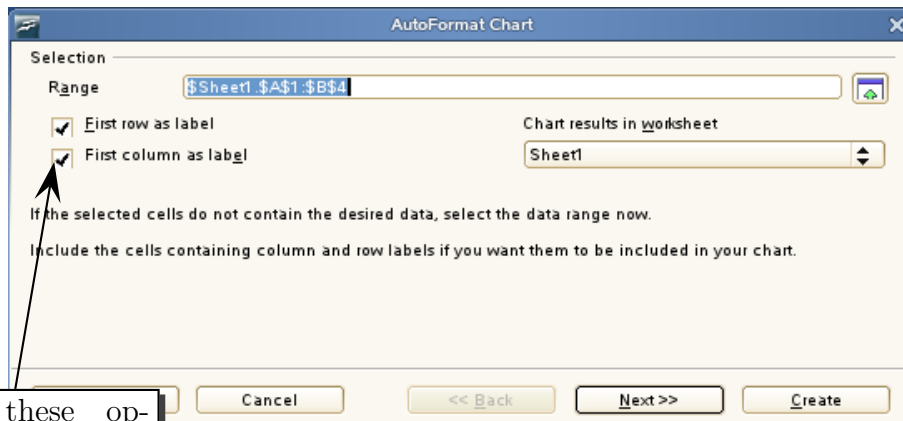 AutoFormat Chart
Selection
Range $Sheet1.$A$1:$B$4
First row as label Chart results in worksheet
First column as label Sheet1
If the selected cells do not contain the desired data, select the data range now.
Include the cells containing column and row labels if you want them to be included in your chart.
Cancel << Back Next >> Create
these op-